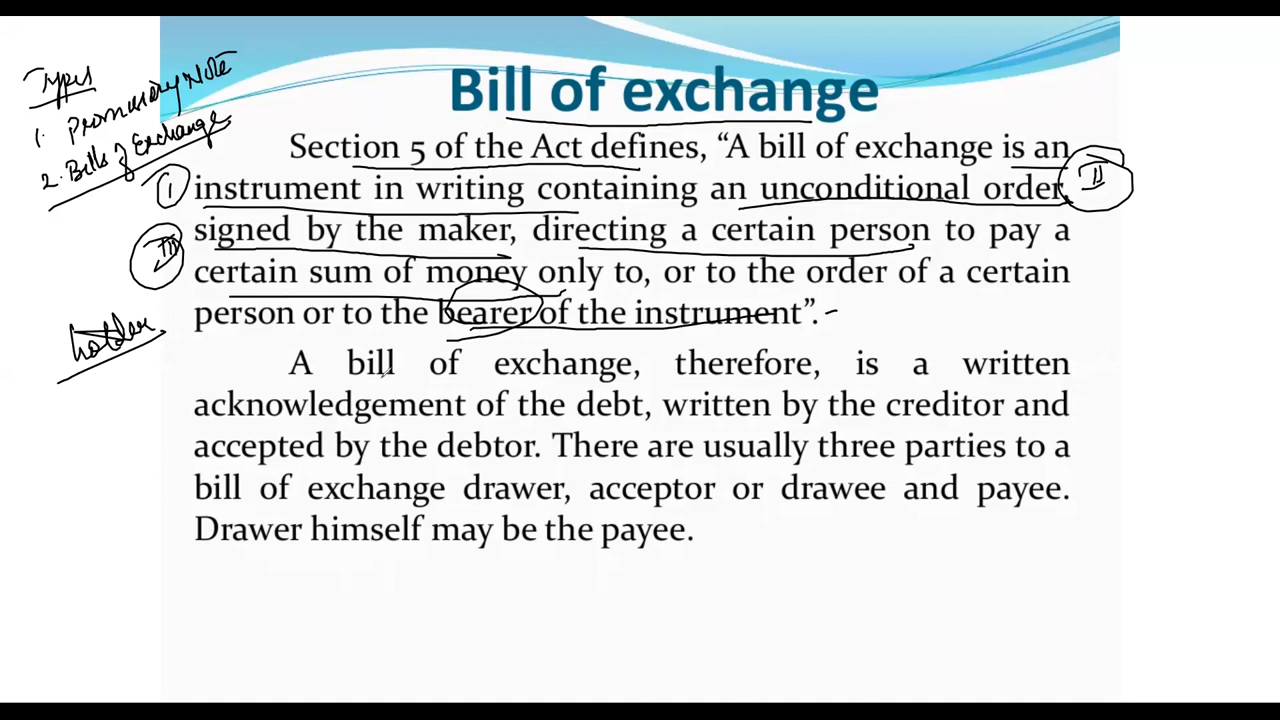 Types
1. Promissory Note
2. Bills of Exchange
Bill of exchange
Section 5 of the Act defines, “A bill of exchange is an
I
instrument in writing containing an unconditional order,
II
III
signed by the maker, directing a certain person to pay a
certain sum of money only to, or to the order of a certain
person or to the bearer of the instrument”.
holder
A bill of exchange, therefore, is a written
acknowledgement of the debt, written by the creditor and
accepted by the debtor. There are usually three parties to a
bill of exchange drawer, acceptor or drawee and payee.
Drawer himself may be the payee.